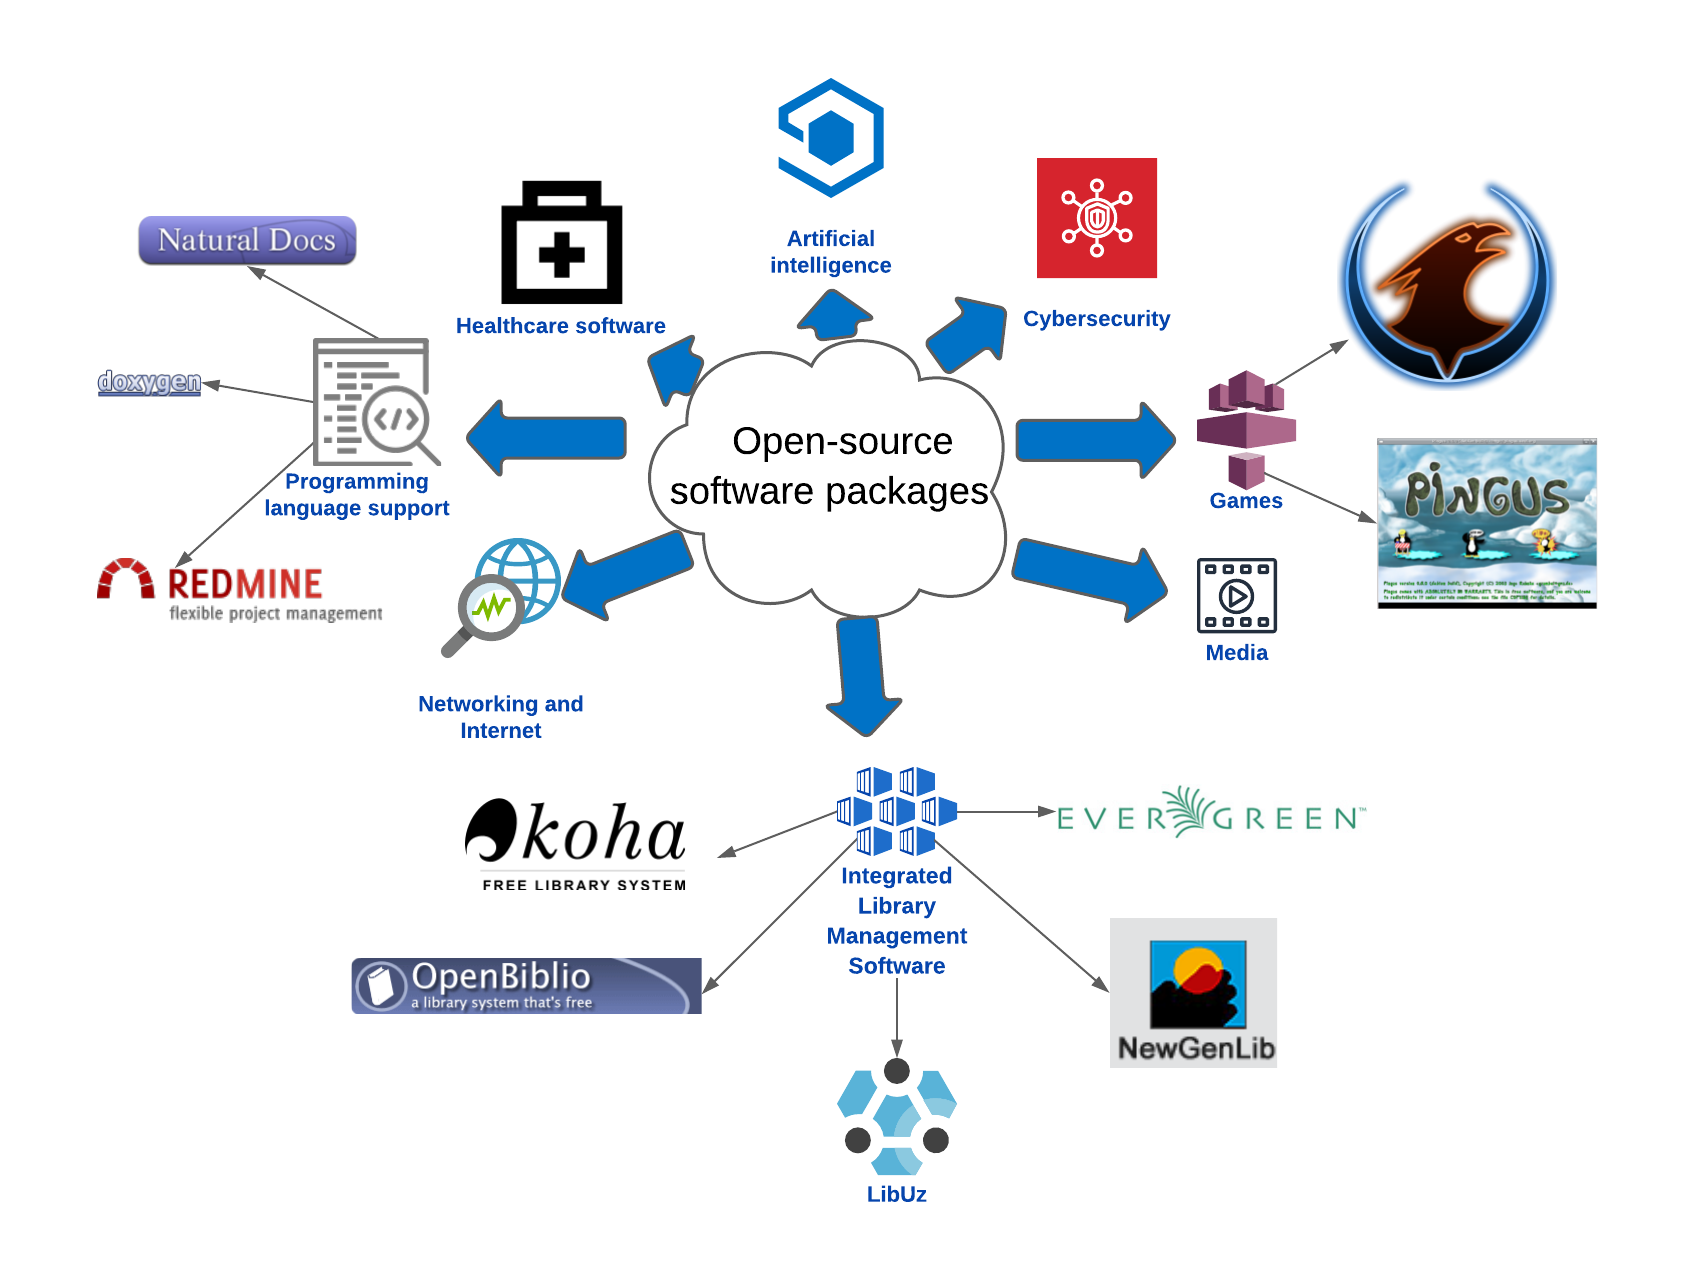 Artificial
intelligence
Natural Docs
Healthcare software
Cybersecurity
doxygen
Open-source
software packages
Programming
language support
Games
PINGUS
REDMINE
flexible project management
Media
Networking and
Internet
koha
FREE LIBRARY SYSTEM
EVERGREEN™
Integrated
Library
Management
Software
OpenBiblio
a library system that's free
NewGenLib
LibUz